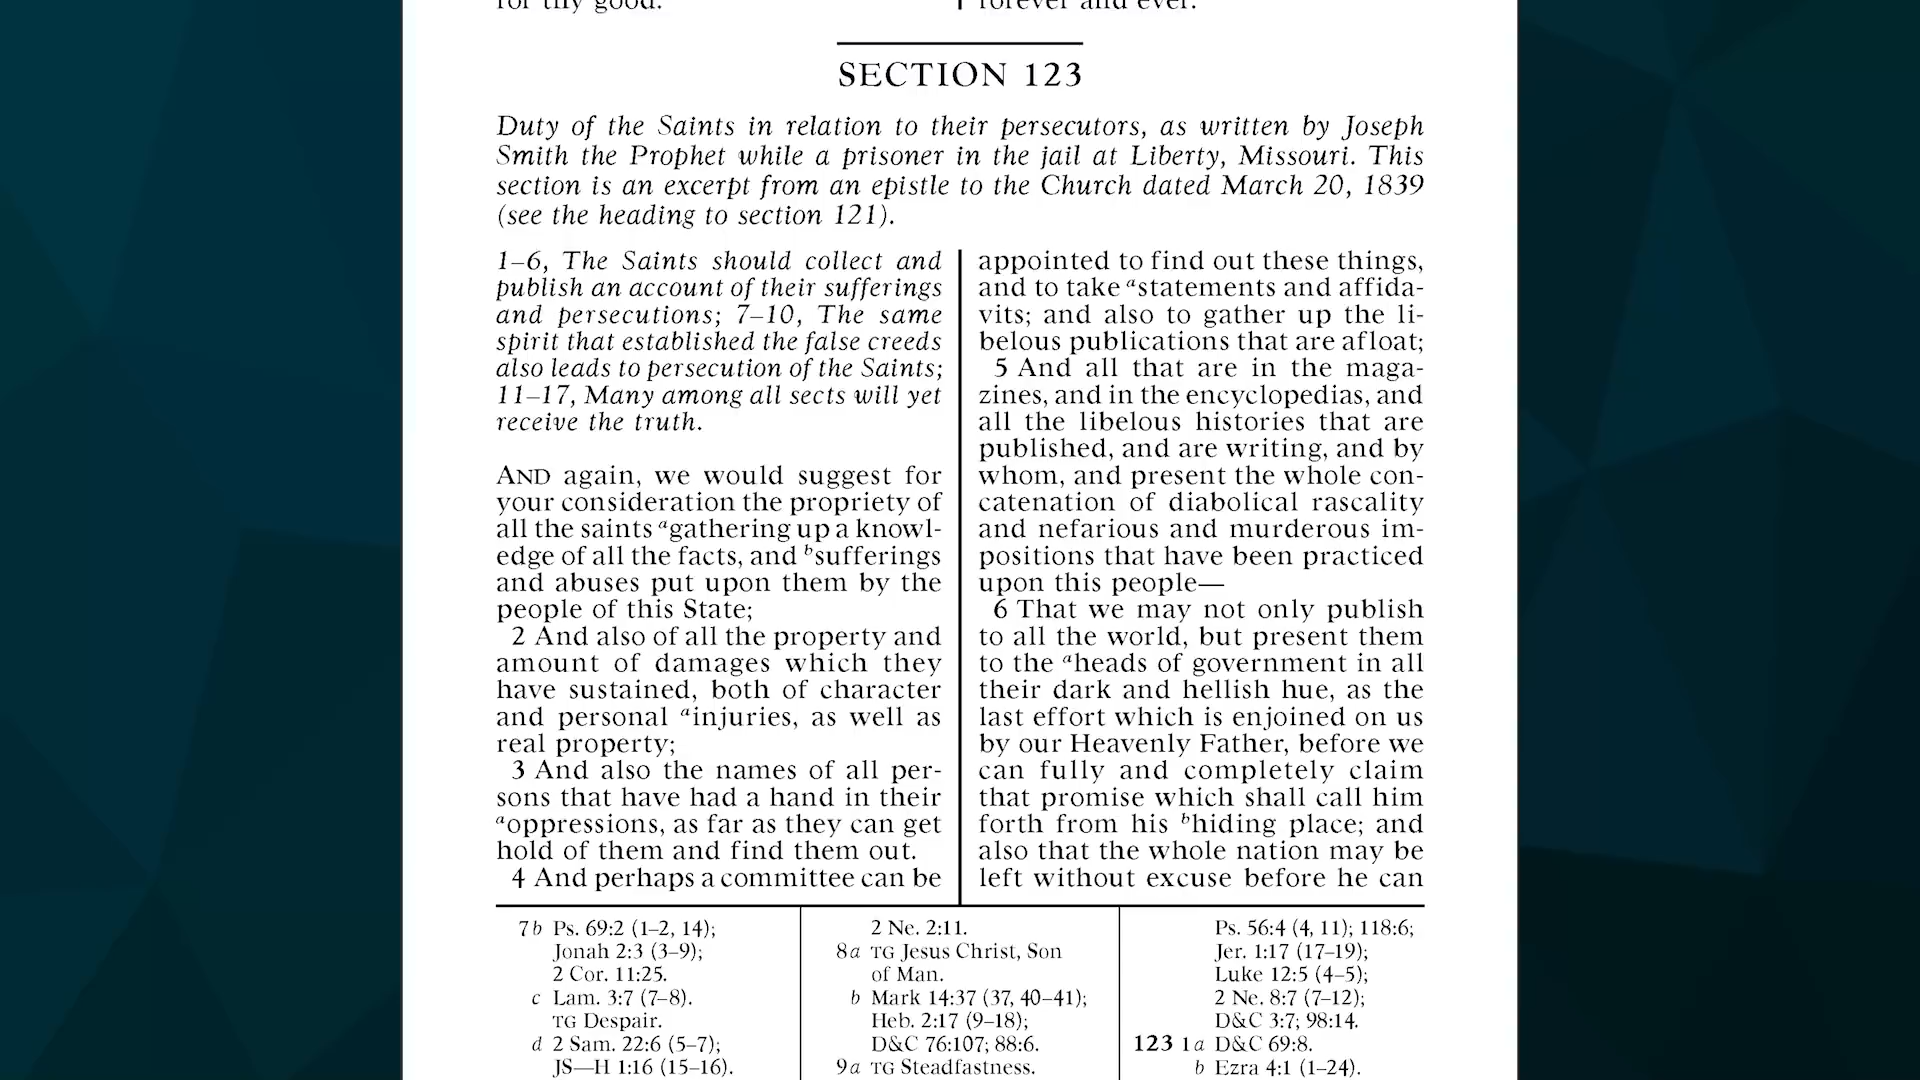 for thy good.
forever and ever.
SECTION 123
Duty of the Saints in relation to their persecutors, as written by Joseph
Smith the Prophet while a prisoner in the jail at Liberty, Missouri. This
section is an excerpt from an epistle to the Church dated March 20, 1839
(see the heading to section 121).
1–6, The Saints should collect and
publish an account of their sufferings
and persecutions; 7–10, The same
spirit that established the false creeds
also leads to persecution of the Saints;
11–17, Many among all sects will yet
receive the truth.
AND again, we would suggest for
your consideration the propriety of
all the saints a gathering up a knowl-
edge of all the facts, and b sufferings
and abuses put upon them by the
people of this State;
2 And also of all the property and
amount of damages which they
have sustained, both of character
and personal a injuries, as well as
real property;
3 And also the names of all per-
sons that have had a hand in their
a oppressions, as far as they can get
hold of them and find them out.
4 And perhaps a committee can be
appointed to find out these things,
and to take a statements and affida-
vits; and also to gather up the li-
belous publications that are afloat;
5 And all that are in the maga-
zines, and in the encyclopedias, and
all the libelous histories that are
published, and are writing, and by
whom, and present the whole con-
catenation of diabolical rascality
and nefarious and murderous im-
positions that have been practiced
upon this people—
6 That we may not only publish
to all the world, but present them
to the a heads of government in all
their dark and hellish hue, as the
last effort which is enjoined on us
by our Heavenly Father, before we
can fully and completely claim
that promise which shall call him
forth from his b hiding place; and
also that the whole nation may be
left without excuse before he can
7b Ps. 69:2 (1–2, 14);
Jonah 2:3 (3–9);
2 Cor. 11:25.
c Lam. 3:7 (7–8).
TG Despair.
d 2 Sam. 22:6 (5–7);
JS—H 1:16 (15–16).
2 Ne. 2:11.
8a TG Jesus Christ, Son
of Man.
b Mark 14:37 (37, 40–41);
Heb. 2:17 (9–18);
D&C 76:107; 88:6.
9a TG Steadfastness.
Ps. 56:4 (4, 11); 118:6;
Jer. 1:17 (17–19);
Luke 12:5 (4–5);
2 Ne. 8:7 (7–12);
D&C 3:7; 98:14.
123 1a D&C 69:8.
b Ezra 4:1 (1–24).